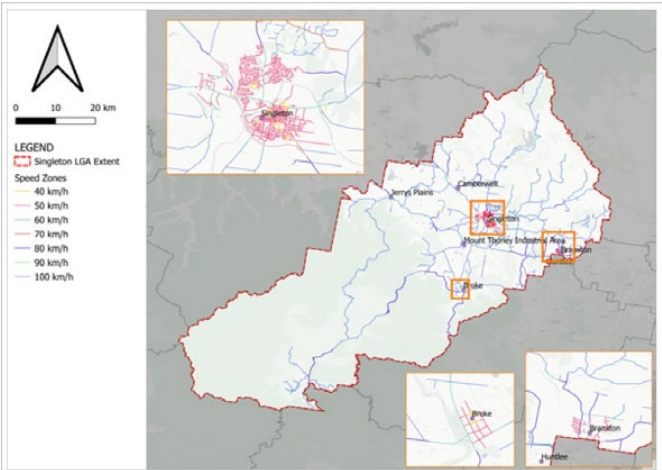 0 10 20 km
LEGEND
Singleton LGA Extent
Speed Zones
40 km/h
50 km/h
60 km/h
70 km/h
80 km/h
90 km/h
100 km/h
Singleton
Camberwell
Jerrys Plains
Singleton
Mount Thorley Industrial Area
Branxton
Broke
Broke
Branxton
Huntlee